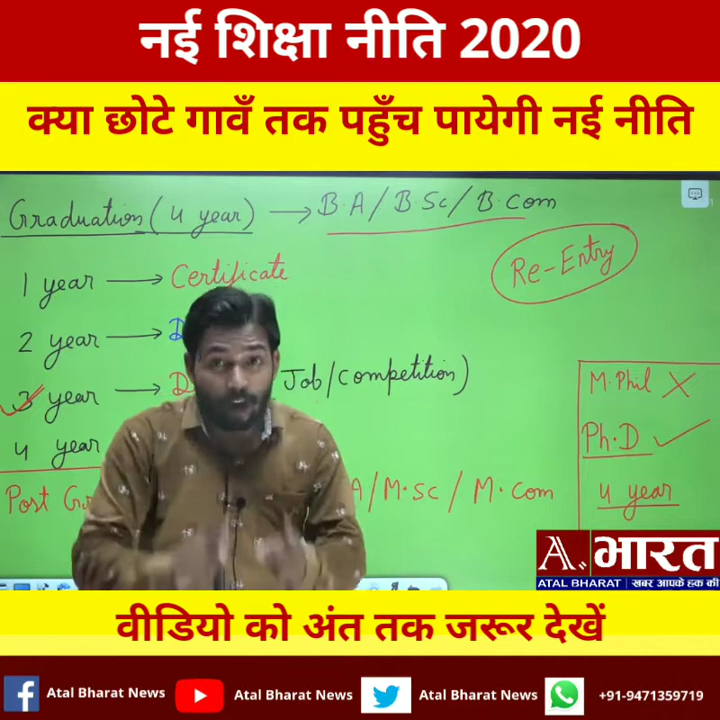 नई शिक्षा नीति 2020
क्या छोटे गावँ तक पहुँच पायेगी नई नीति
Graduation (4 year) → B.A/B.Sc/B.Com
1 year → Certificate
Re-Entry
2 year → D
3 year → D Job/Competition)
4 year
M.Phil X
Ph.D ✓
4 year
Post Gr A/M.Sc/M.Com
A. भारत
ATAL BHARAT | खबर आपके हक की
वीडियो को अंत तक जरूर देखें
Atal Bharat News Atal Bharat News Atal Bharat News +91-9471359719